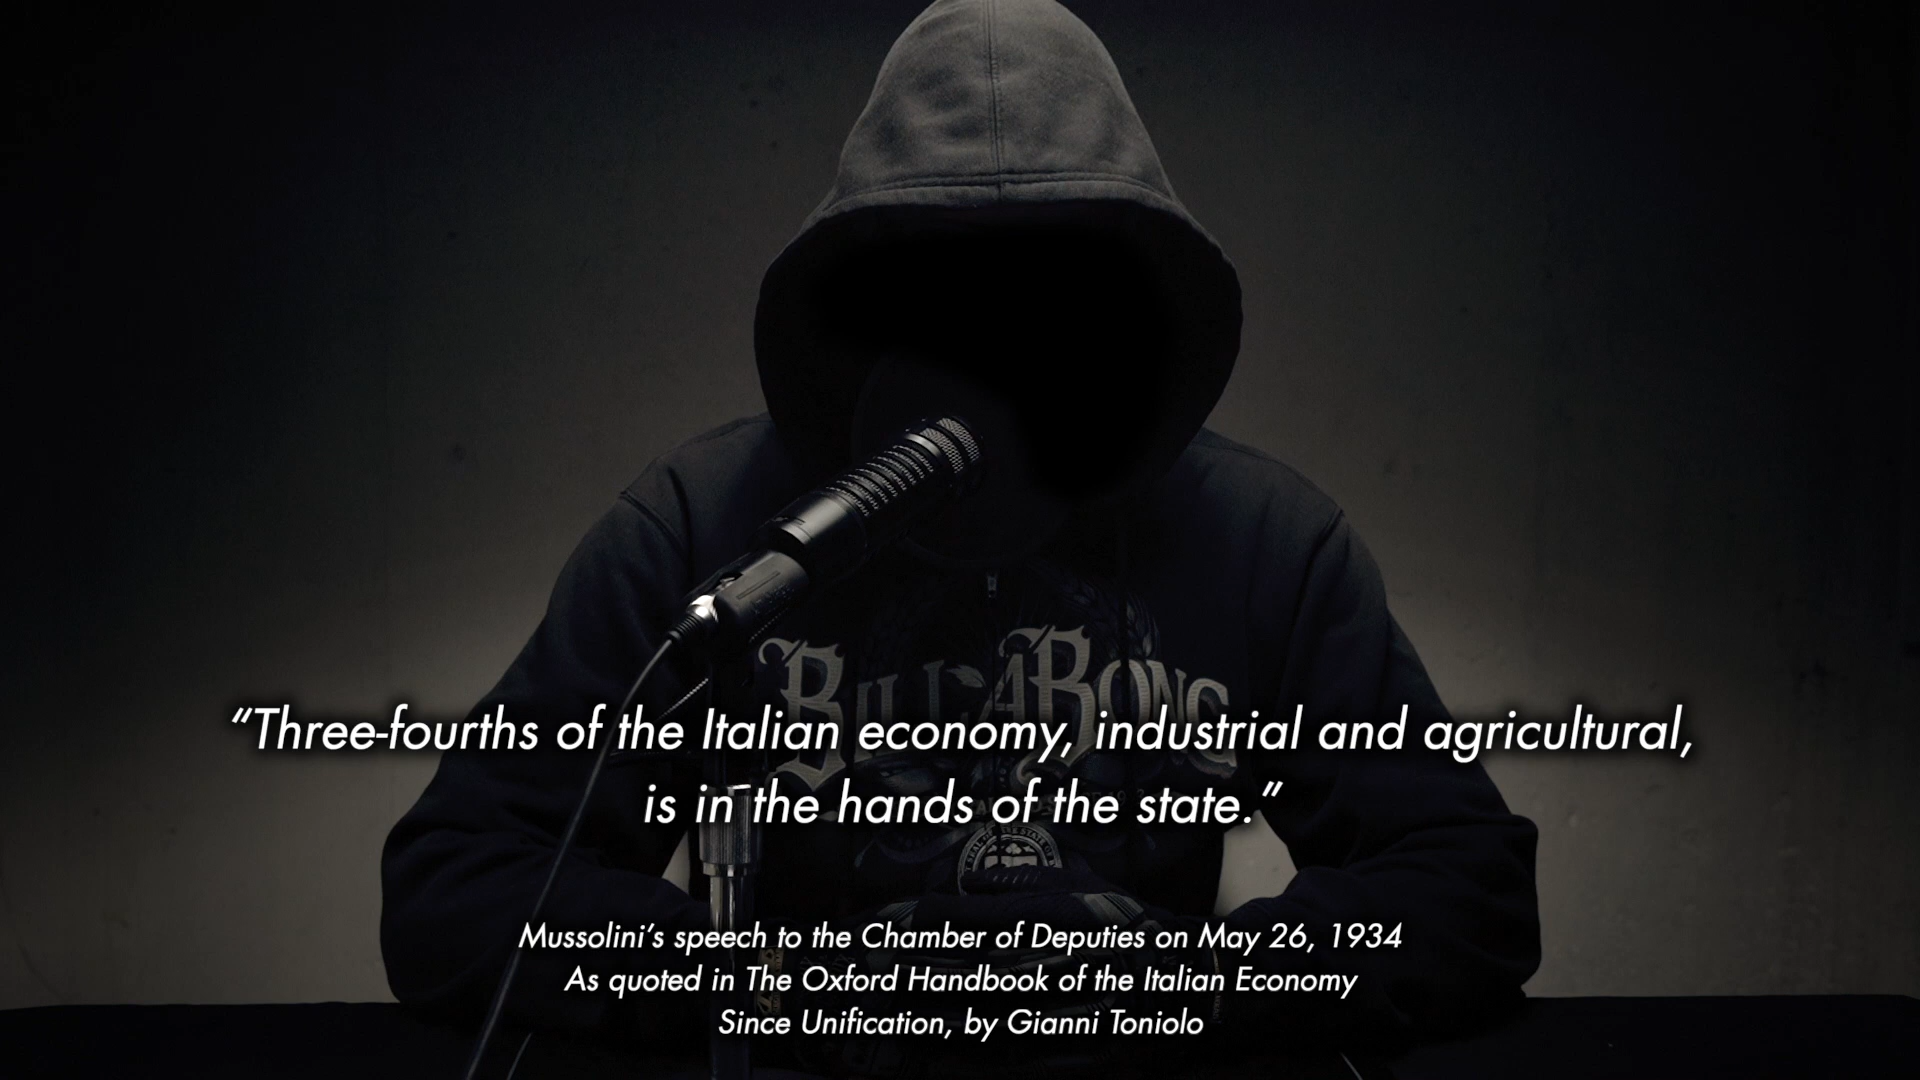 BILLABONG
“Three-fourths of the Italian economy, industrial and agricultural,
is in the hands of the state.”
Mussolini’s speech to the Chamber of Deputies on May 26, 1934
As quoted in The Oxford Handbook of the Italian Economy
Since Unification, by Gianni Toniolo